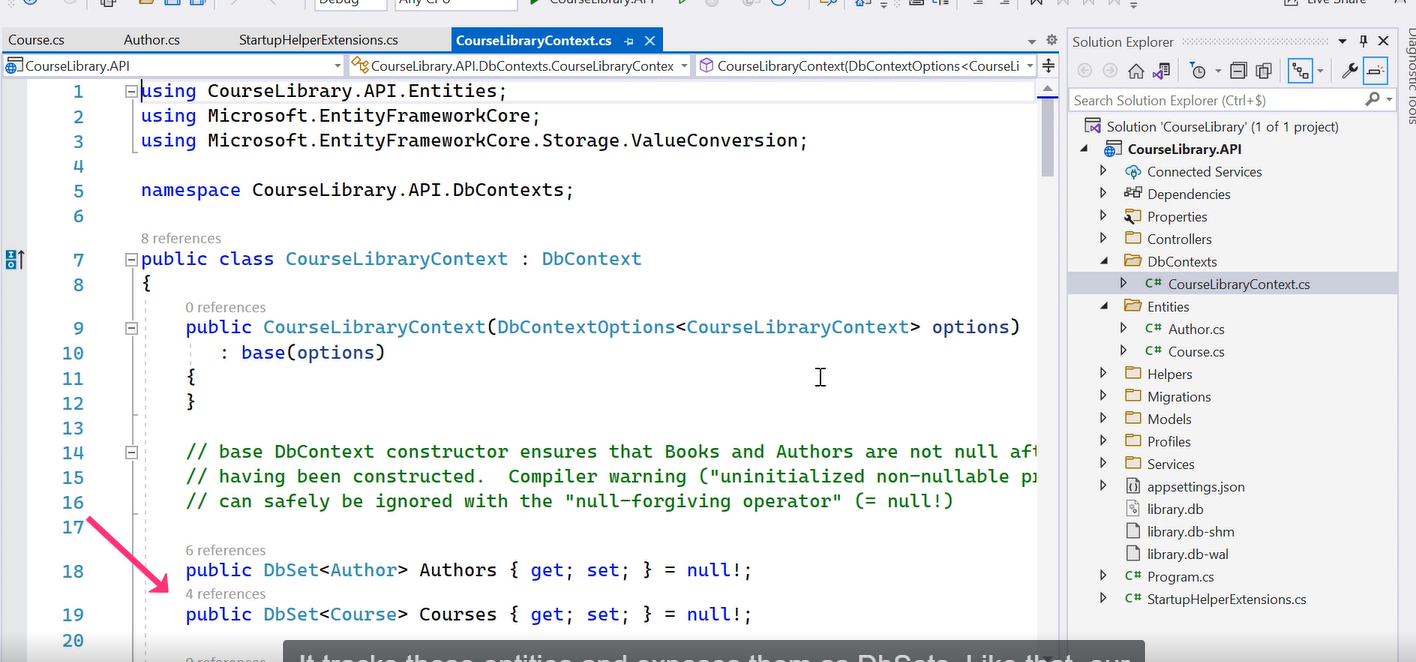 Debug
Any CPU
CourseLibrary.API
Live Share
Course.cs
Author.cs
StartupHelperExtensions.cs
CourseLibraryContext.cs
CourseLibrary.API
CourseLibrary.API.DbContexts.CourseLibraryContex
CourseLibraryContext(DbContextOptions<CourseLi
1 using CourseLibrary.API.Entities;
2 using Microsoft.EntityFrameworkCore;
3 using Microsoft.EntityFrameworkCore.Storage.ValueConversion;
4
5 namespace CourseLibrary.API.DbContexts;
6
8 references
7 public class CourseLibraryContext : DbContext
8 {
0 references
9 public CourseLibraryContext(DbContextOptions<CourseLibraryContext> options)
10 : base(options)
11 {
12 }
13
14 // base DbContext constructor ensures that Books and Authors are not null aft
15 // having been constructed.  Compiler warning ("uninitialized non-nullable pr
16 // can safely be ignored with the "null-forgiving operator" (= null!)
17
6 references
18 public DbSet<Author> Authors { get; set; } = null!;
4 references
19 public DbSet<Course> Courses { get; set; } = null!;
20
0 references
It tracks these entities and exposes them as DbSets. Like that, our
Solution Explorer
Search Solution Explorer (Ctrl+$)
Solution 'CourseLibrary' (1 of 1 project)
CourseLibrary.API
Connected Services
Dependencies
Properties
Controllers
DbContexts
C# CourseLibraryContext.cs
Entities
C# Author.cs
C# Course.cs
Helpers
Migrations
Models
Profiles
Services
appsettings.json
library.db
library.db-shm
library.db-wal
C# Program.cs
C# StartupHelperExtensions.cs
Diagnostic Tools